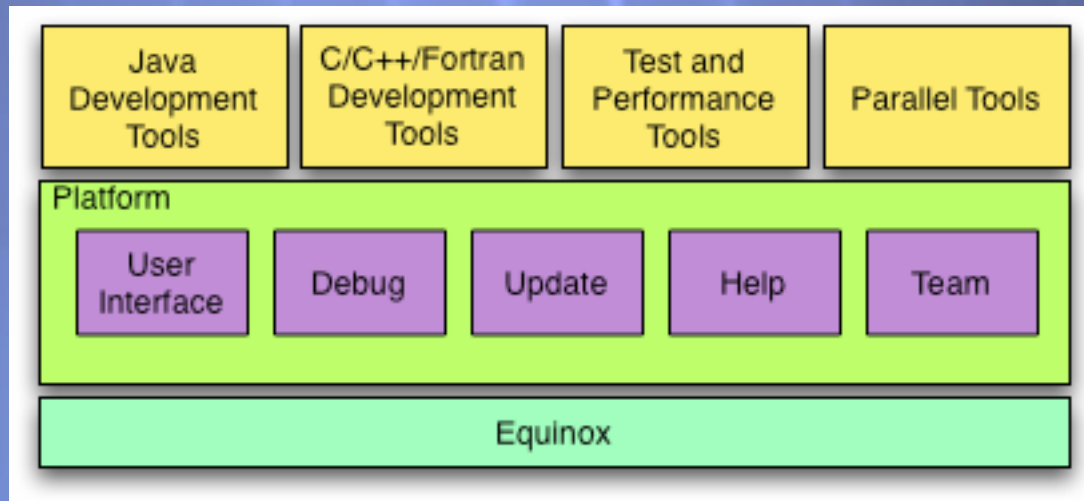 Java
Development
Tools
C/C++/Fortran
Development
Tools
Test and
Performance
Tools
Parallel Tools
Platform
User
Interface
Debug
Update
Help
Team
Equinox